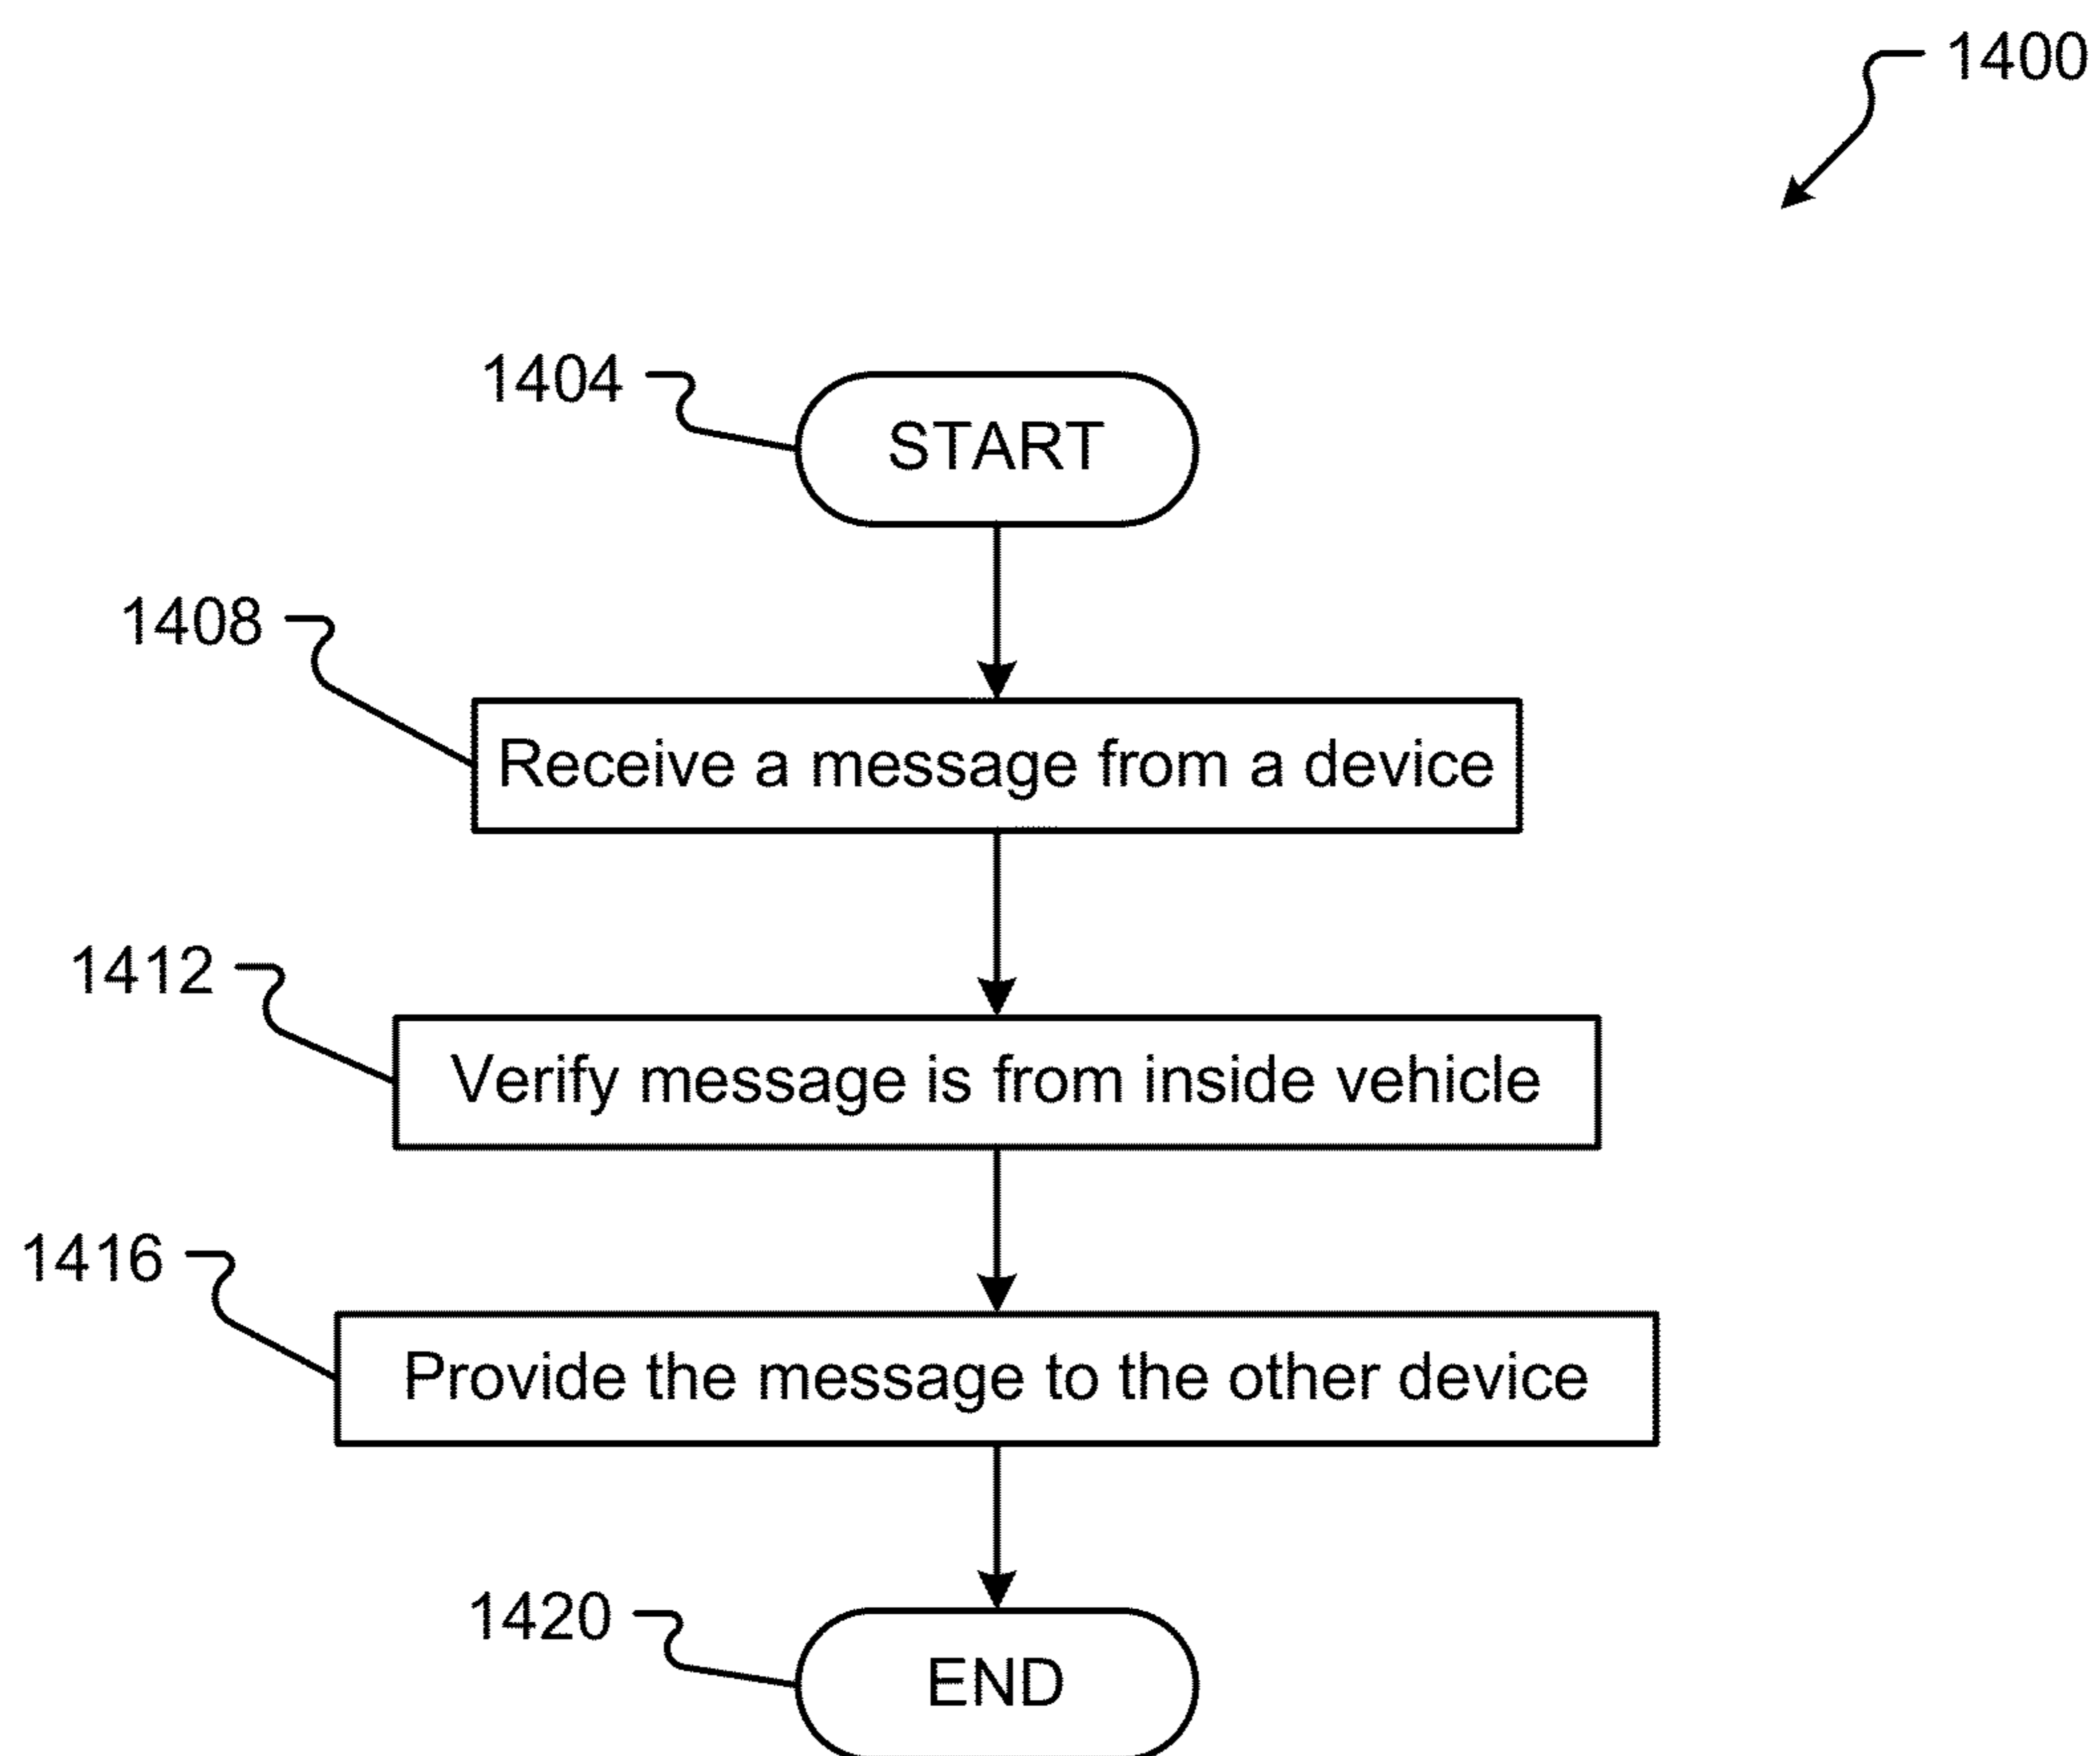 1400
1404
START
1408
Receive a message from a device
1412
Verify message is from inside vehicle
1416
Provide the message to the other device
1420
END